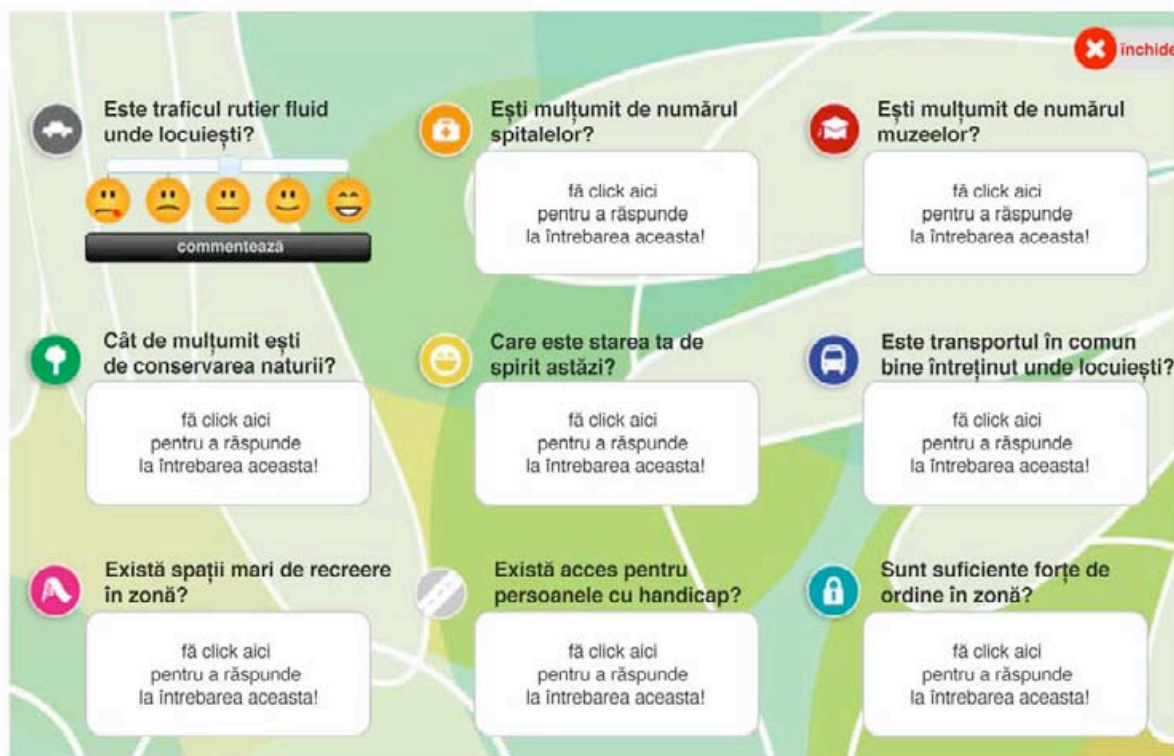 închide
Este traficul rutier fluid
unde locuiești?
commentează
Ești mulțumit de numărul
spitalelor?
fă click aici
pentru a răspunde
la întrebarea aceasta!
Ești mulțumit de numărul
muzeelor?
fă click aici
pentru a răspunde
la întrebarea aceasta!
Cât de mulțumit ești
de conservarea naturii?
fă click aici
pentru a răspunde
la întrebarea aceasta!
Care este starea ta de
spirit astăzi?
fă click aici
pentru a răspunde
la întrebarea aceasta!
Este transportul în comun
bine întreținut unde locuiești?
fă click aici
pentru a răspunde
la întrebarea aceasta!
Există spații mari de recreere
în zonă?
fă click aici
pentru a răspunde
la întrebarea aceasta!
Există acces pentru
persoanele cu handicap?
fă click aici
pentru a răspunde
la întrebarea aceasta!
Sunt suficiente forțe de
ordine în zonă?
fă click aici
pentru a răspunde
la întrebarea aceasta!